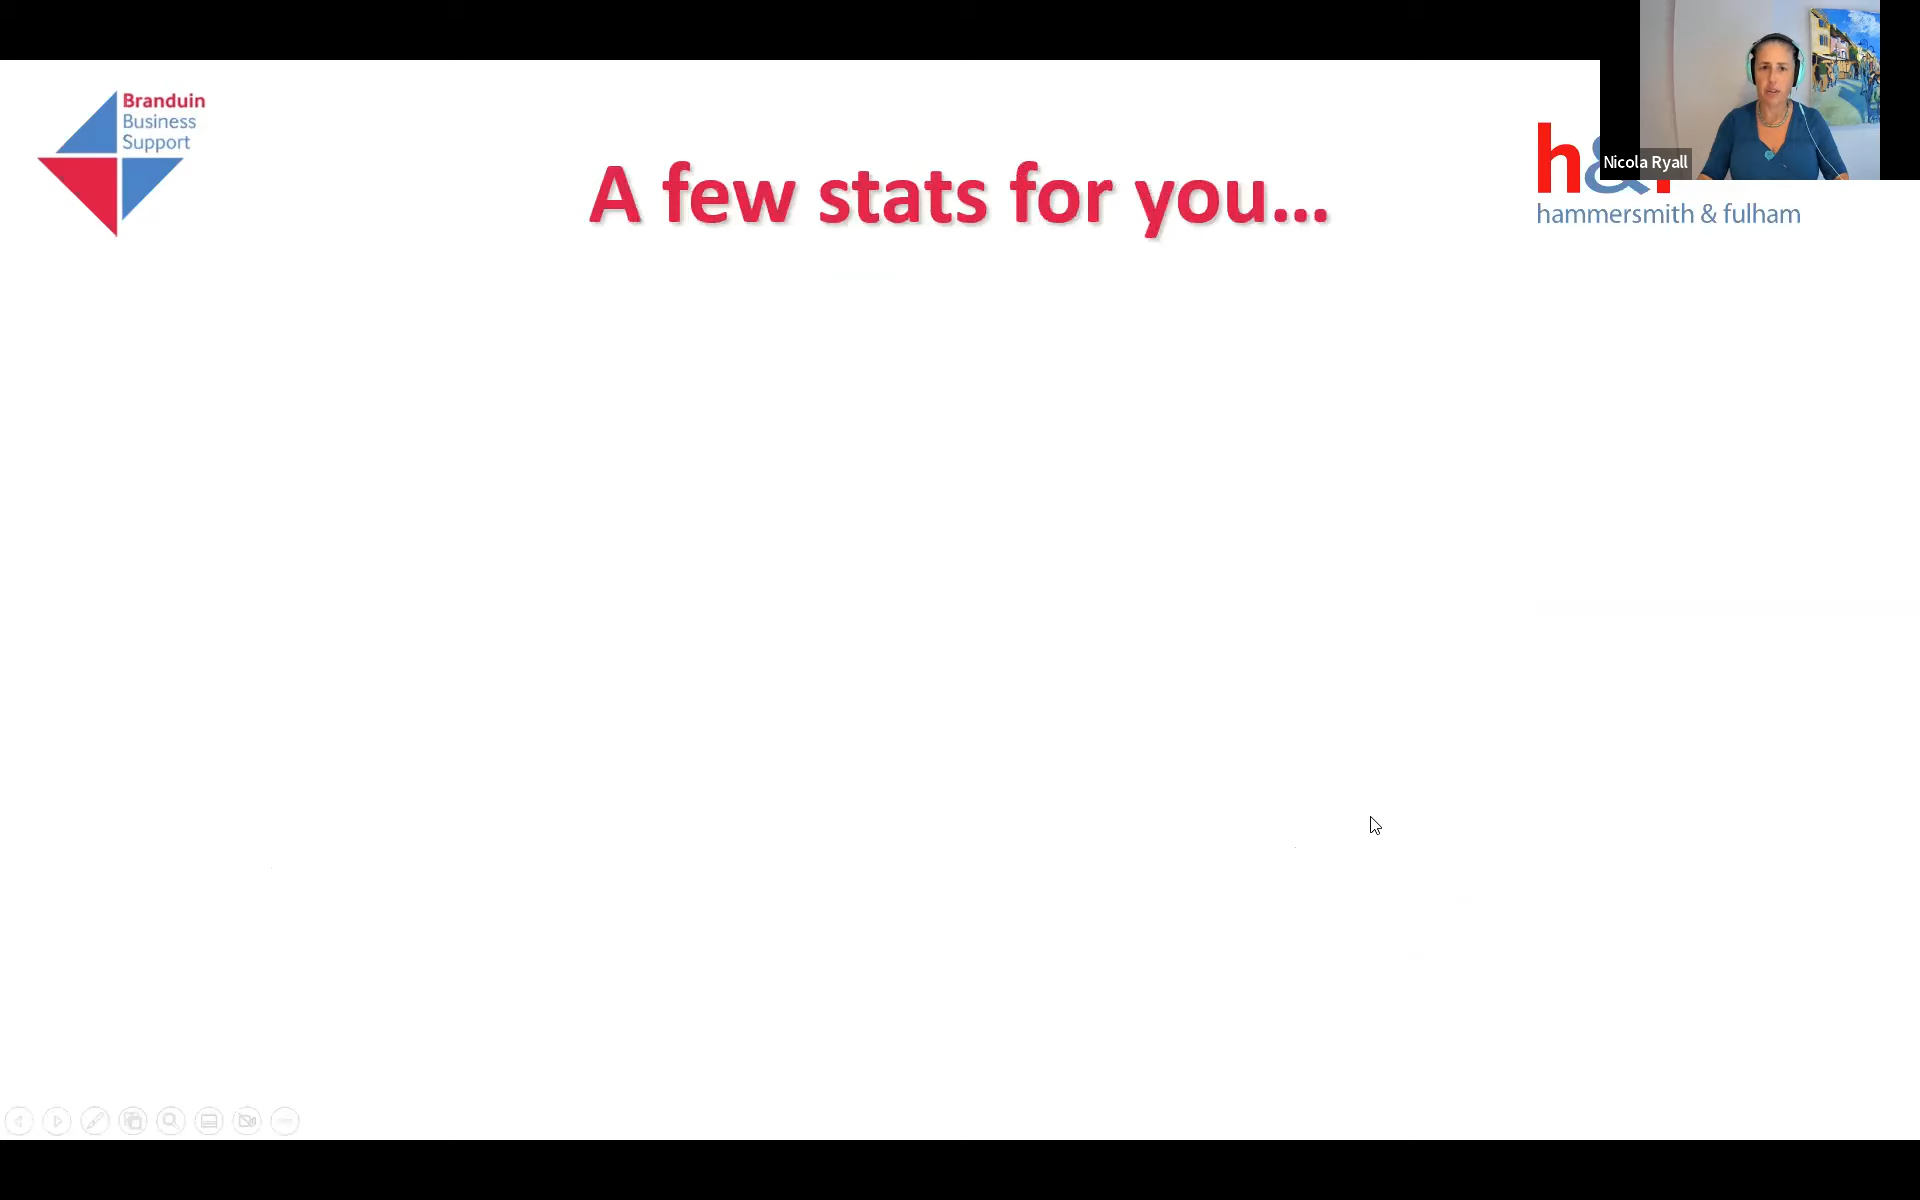 Branduin
Business
Support
A few stats for you...
h&f
Nicola Ryall
hammersmith & fulham